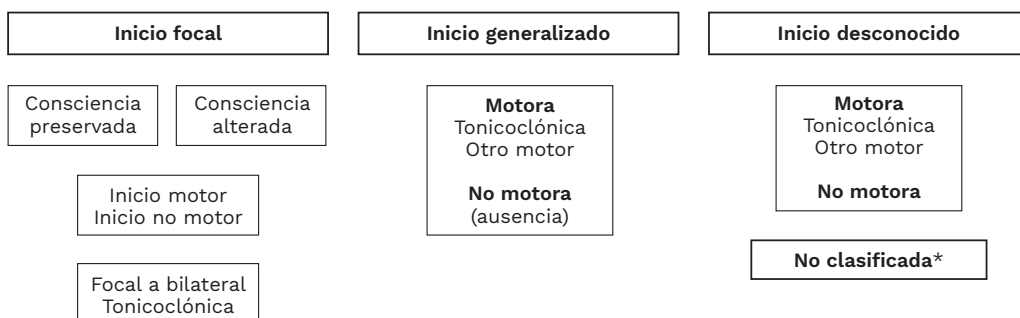 Inicio focal
Consciencia
preservada
Consciencia
alterada
Inicio motor
Inicio no motor
Focal a bilateral
Tonicoclónica
Inicio generalizado
Motora
Tonicoclónica
Otro motor
No motora
(ausencia)
Inicio desconocido
Motora
Tonicoclónica
Otro motor
No motora
No clasificada*